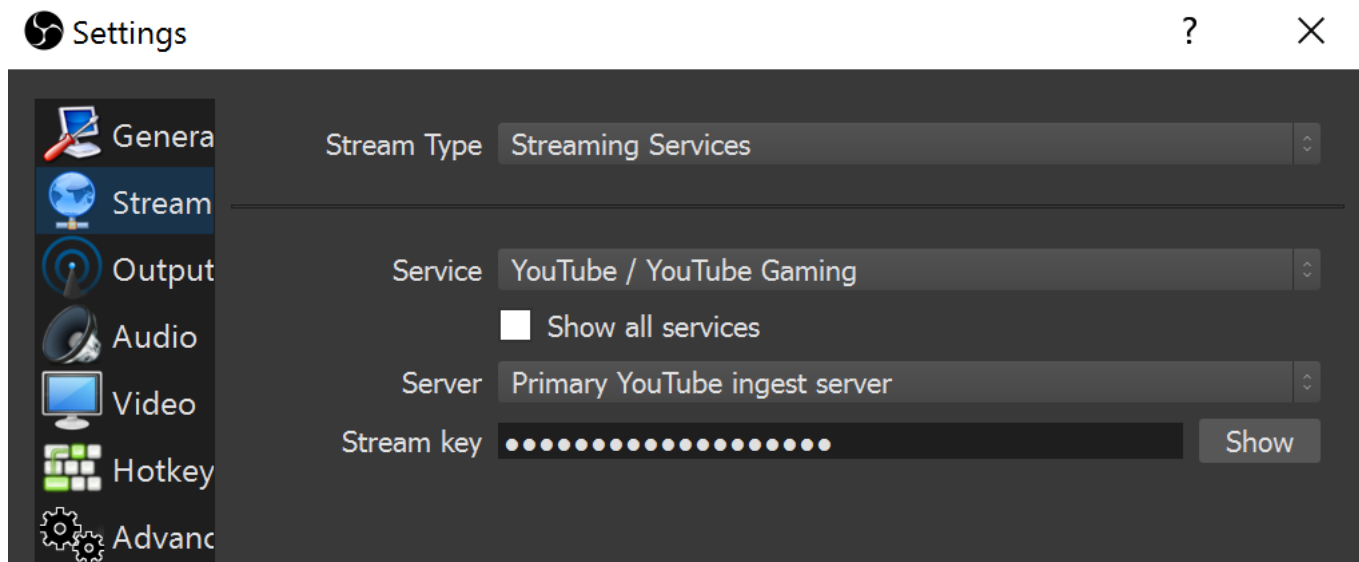 Settings
?
Genera
Stream
Output
Audio
Video
Hotkey
Advanc
Stream Type Streaming Services
Service YouTube / YouTube Gaming
Show all services
Server Primary YouTube ingest server
Stream key ●●●●●●●●●●●●●●●●●●● Show